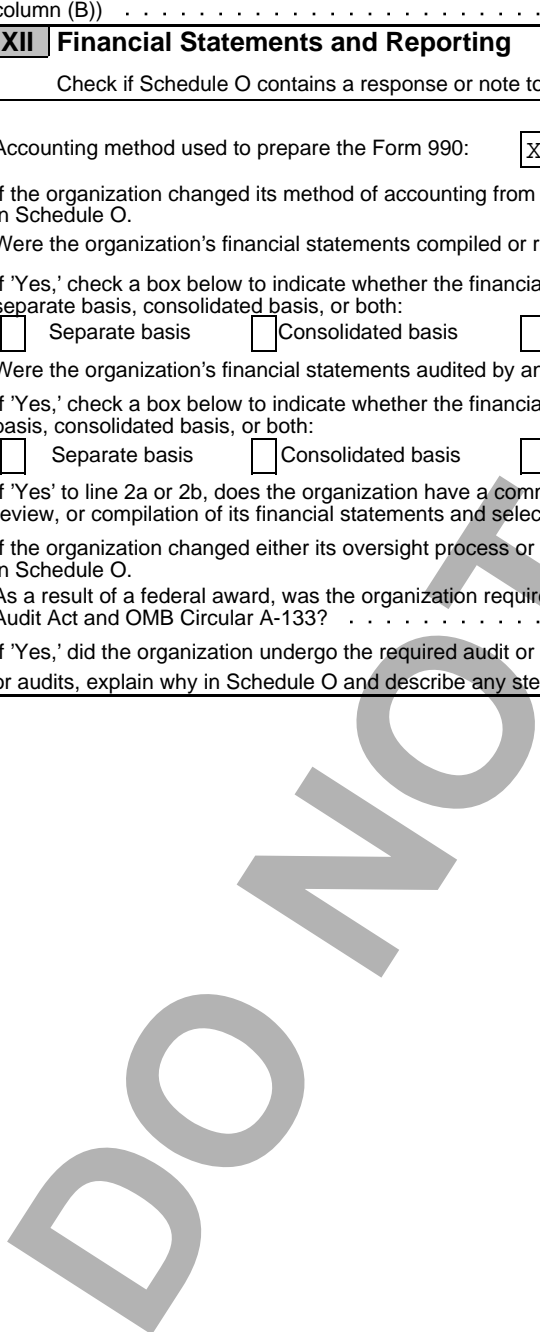 column (B)) . . . . . . . . . . . . . . . . . . . . . . . .
XII Financial Statements and Reporting
Check if Schedule O contains a response or note to
Accounting method used to prepare the Form 990: X
If the organization changed its method of accounting from
in Schedule O.
Were the organization's financial statements compiled or r
If 'Yes,' check a box below to indicate whether the financia
separate basis, consolidated basis, or both:
Separate basis Consolidated basis
Were the organization's financial statements audited by an
If 'Yes,' check a box below to indicate whether the financia
basis, consolidated basis, or both:
Separate basis Consolidated basis
If 'Yes' to line 2a or 2b, does the organization have a comm
review, or compilation of its financial statements and selec
If the organization changed either its oversight process or
in Schedule O.
As a result of a federal award, was the organization require
Audit Act and OMB Circular A-133? . . . . . . . . . . .
If 'Yes,' did the organization undergo the required audit or
or audits, explain why in Schedule O and describe any ste
DO NOT